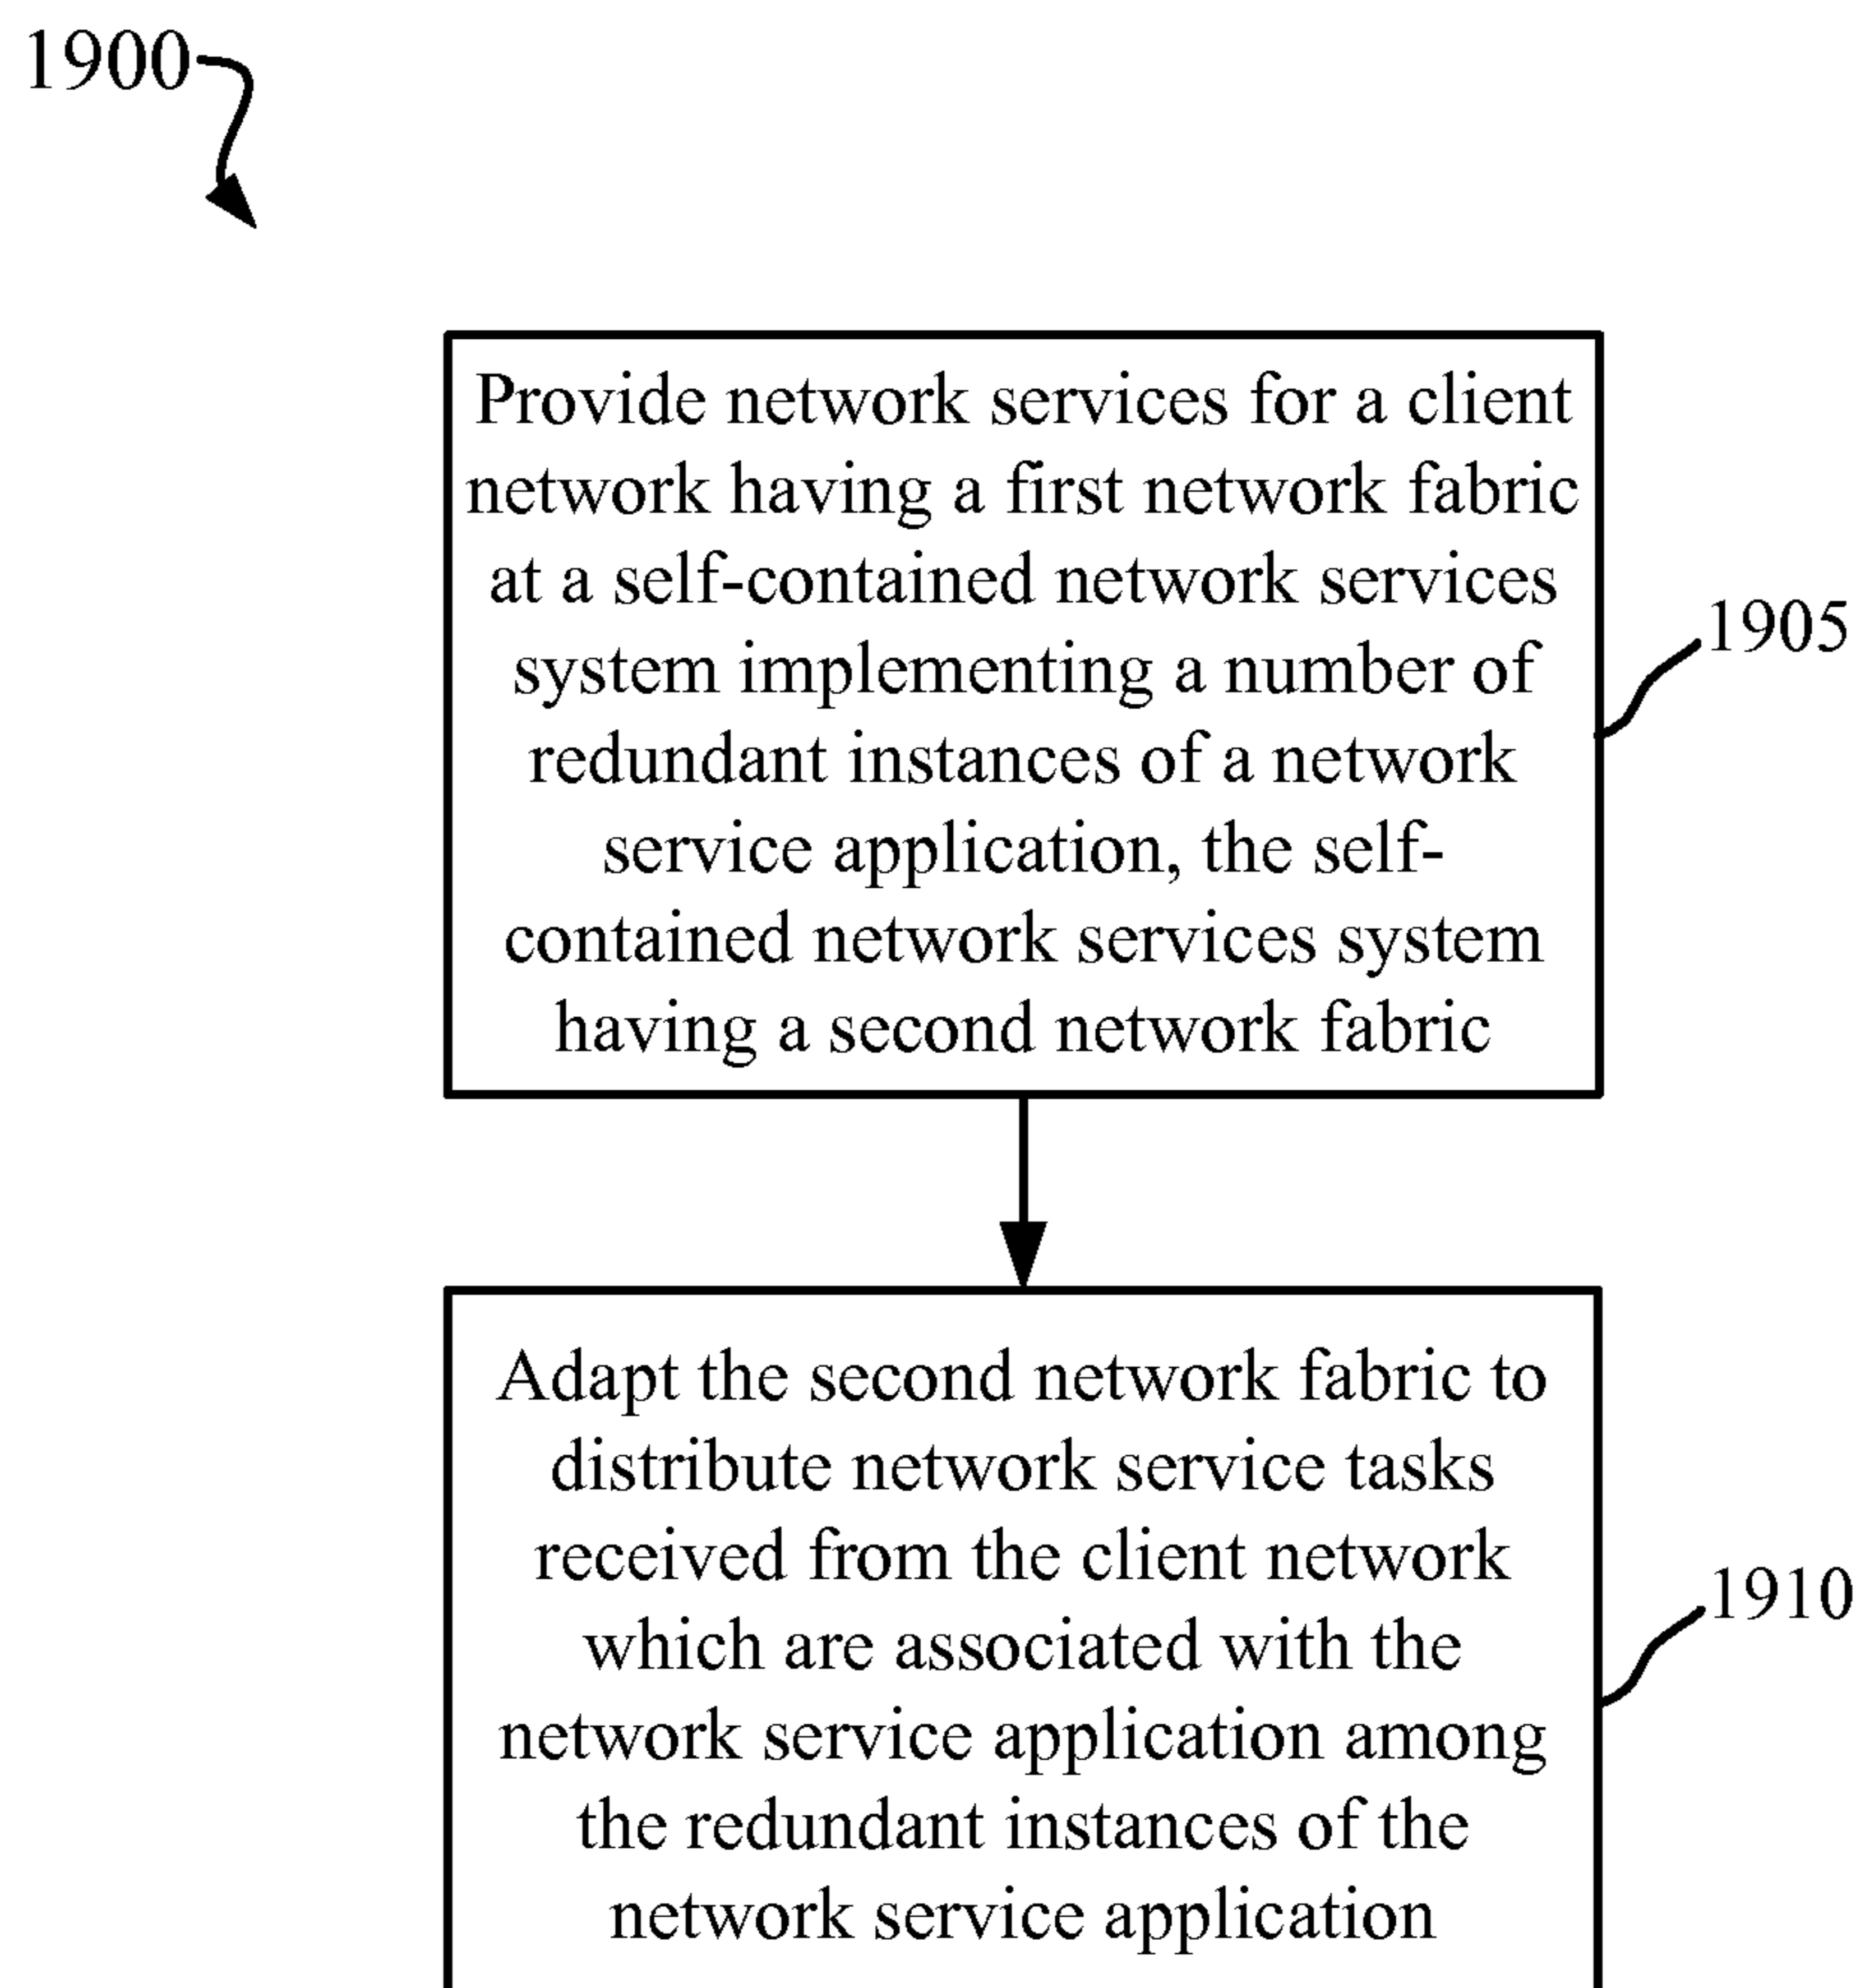 1900
Provide network services for a client
network having a first network fabric
at a self-contained network services
system implementing a number of
redundant instances of a network
service application, the self-
contained network services system
having a second network fabric
1905
Adapt the second network fabric to
distribute network service tasks
received from the client network
which are associated with the
network service application among
the redundant instances of the
network service application
1910